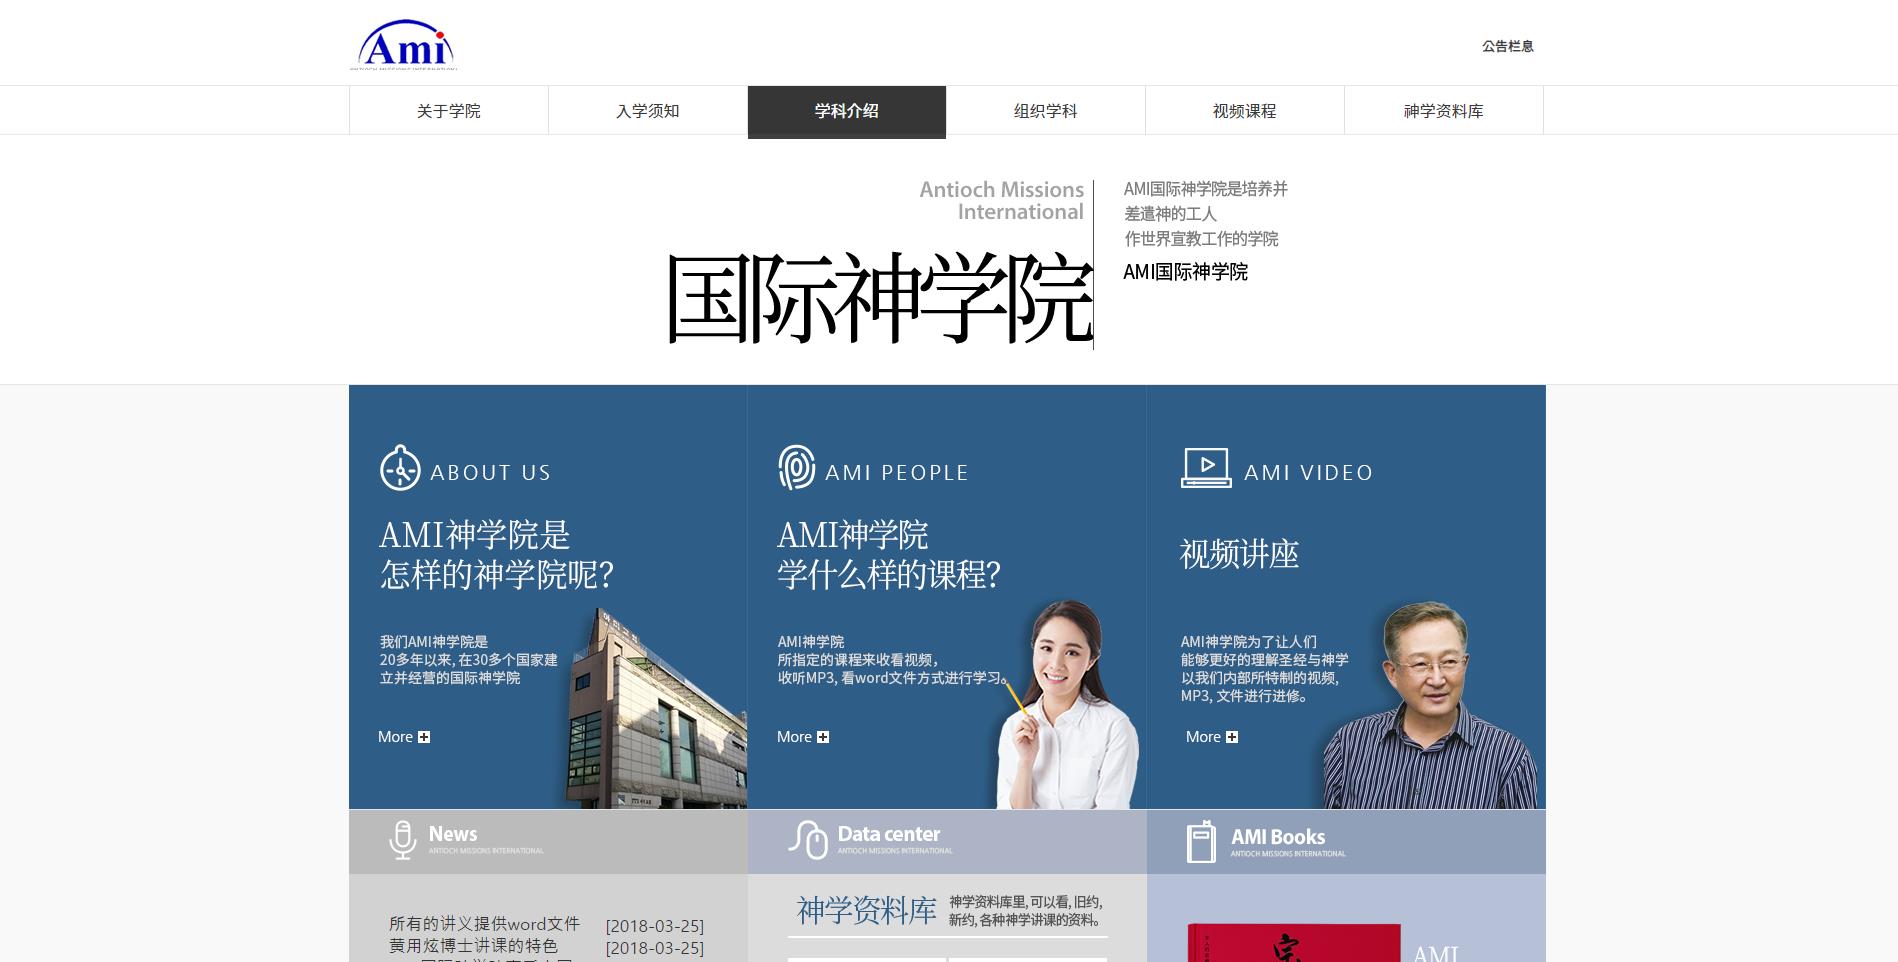 Ami
ANTIOCH MISSIONS INTERNATIONAL
公告栏息
关于学院
入学须知
学科介绍
组织学科
视频课程
神学资料库
Antioch Missions
International
国际神学院
AMI国际神学院是培养并
差遣神的工人
作世界宣教工作的学院
AMI国际神学院
ABOUT US
AMI神学院是
怎样的神学院呢?
我们AMI神学院是
20多年以来, 在30多个国家建
立并经营的国际神学院
More
AMI PEOPLE
AMI神学院
学什么样的课程?
AMI神学院
所指定的课程来收看视频，
收听MP3, 看word文件方式进行学习。
More
AMI VIDEO
视频讲座
AMI神学院为了让人们
能够更好的理解圣经与神学
以我们内部所特制的视频,
MP3, 文件进行进修。
More
News
ANTIOCH MISSIONS INTERNATIONAL
Data center
ANTIOCH MISSIONS INTERNATIONAL
AMI Books
ANTIOCH MISSIONS INTERNATIONAL
所有的讲义提供word文件 [2018-03-25]
黄用炫博士讲课的特色 [2018-03-25]
神学资料库
神学资料库里, 可以看, 旧约,
新约, 各种神学讲课的资料。
宗
AMI